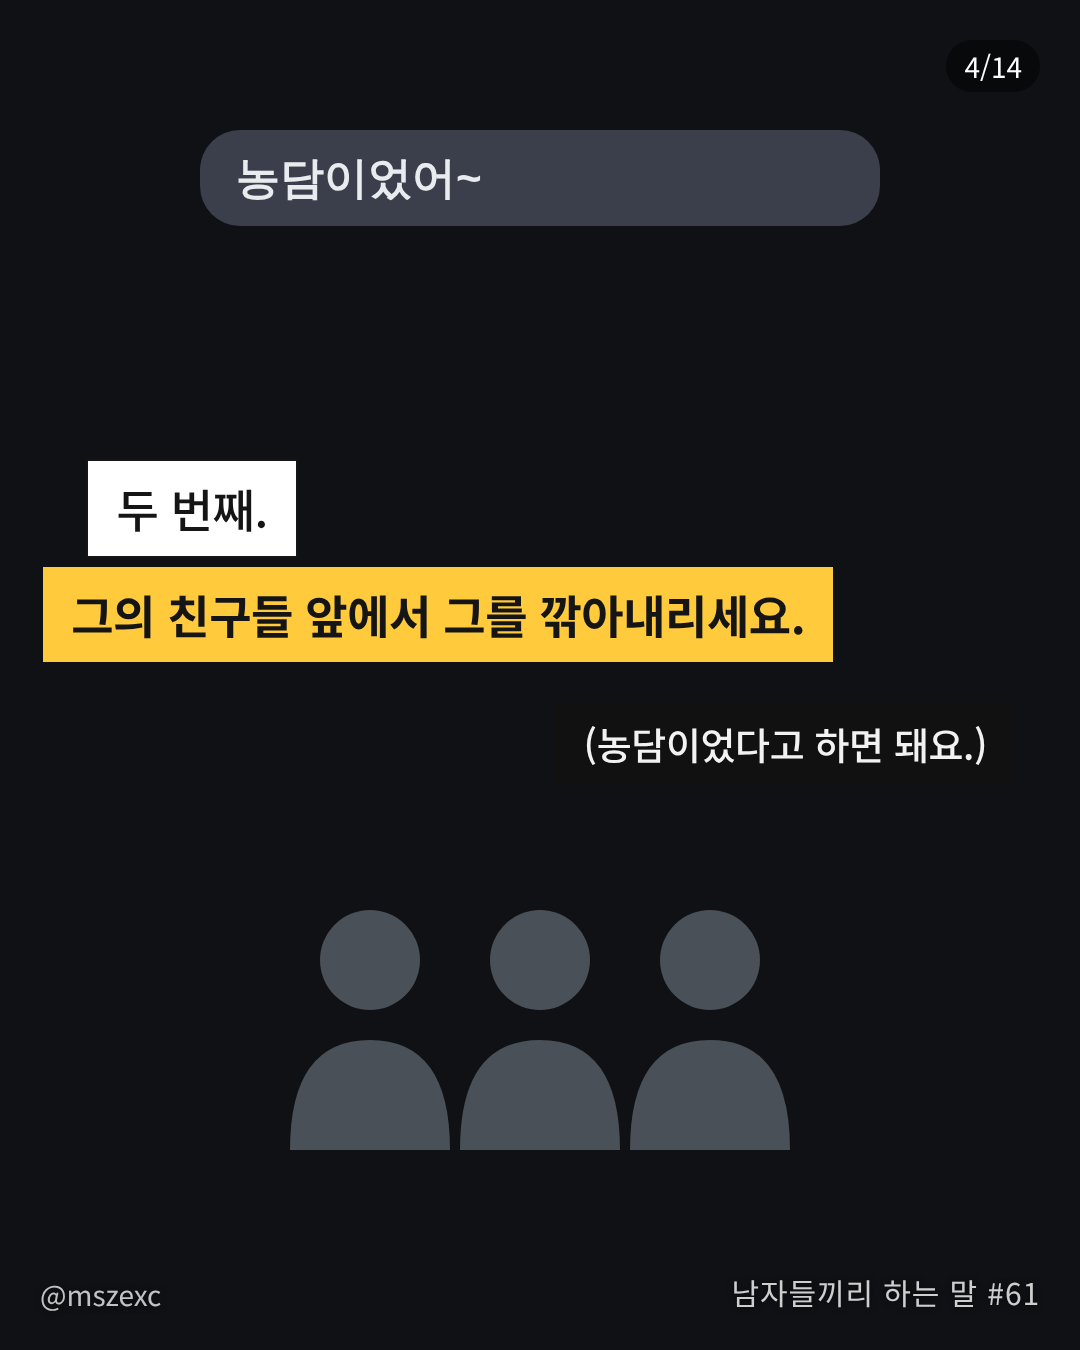 4/14
농담이었어~
두 번째.
그의 친구들 앞에서 그를 깎아내리세요.
(농담이었다고 하면 돼요.)
@mszexc
남자들끼리 하는 말 #61